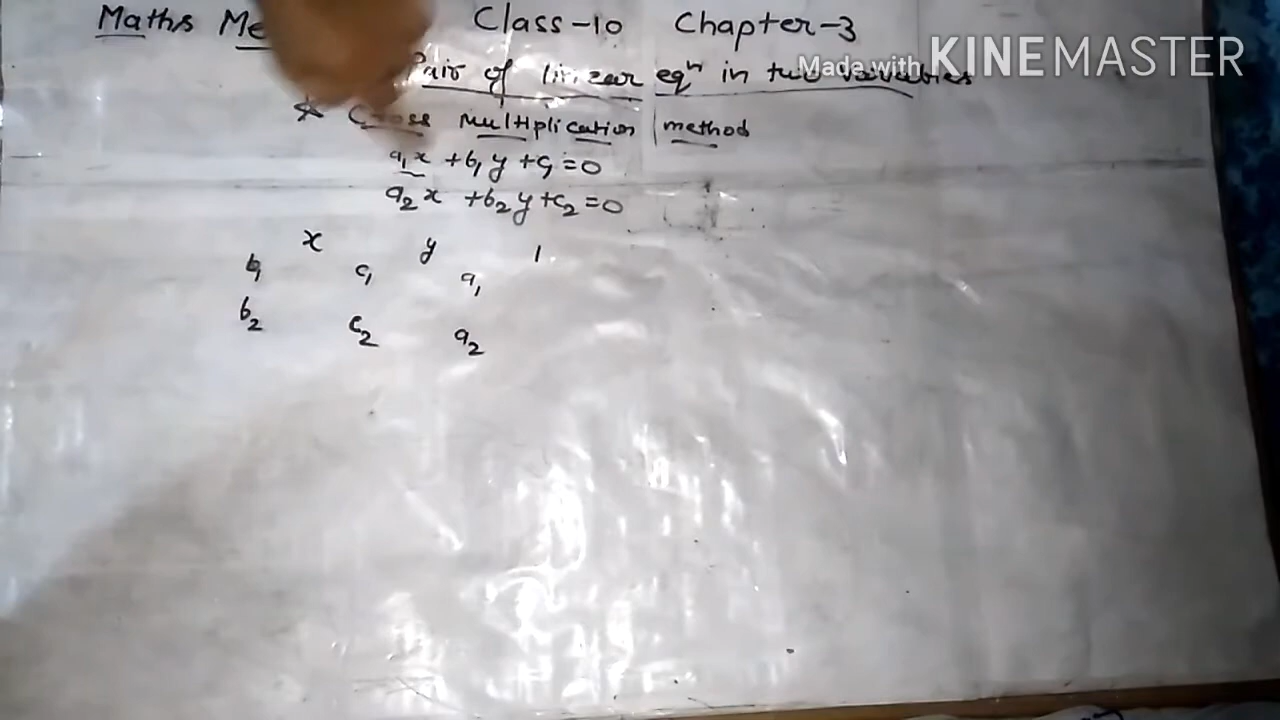 Maths Me Class-10 Chapter-3
Made with KINEMASTER
Pair of linear eqⁿ in two variables
* Cross Multiplication method
a₁x + b₁y + c₁ = 0
a₂x + b₂y + c₂ = 0
x y 1
b₁ c₁ a₁
b₂ c₂ a₂